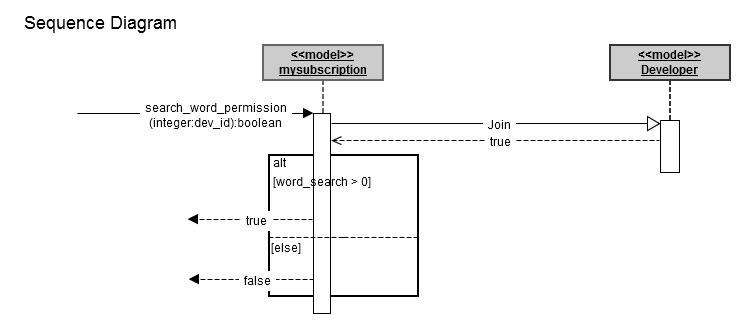 Sequence Diagram
<<model>>
mysubscription
<<model>>
Developer
search_word_permission
(integer:dev_id):boolean
Join
true
alt
[word_search > 0]
true
[else]
false